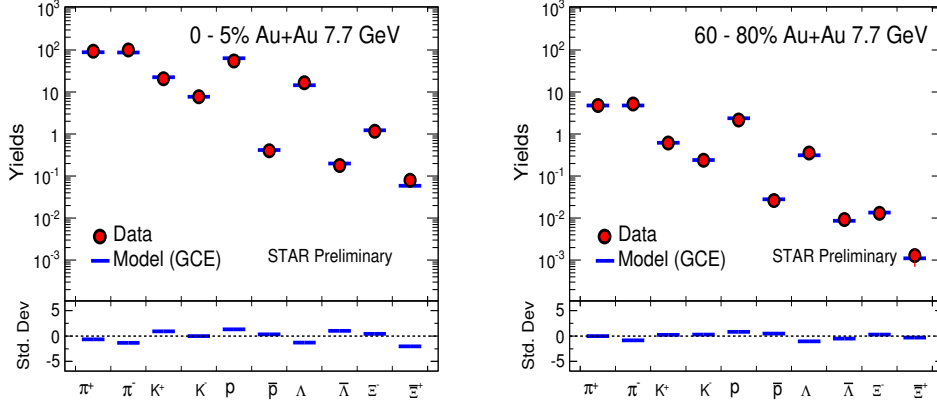 0 - 5% Au+Au 7.7 GeV
Yields
10³
10²
10
1
10⁻¹
10⁻²
10⁻³
Data
Model (GCE)
STAR Preliminary
Std. Dev
5
0
-5
π⁺ π⁻ K⁺ K⁻ p p̅ Λ Λ̅ Ξ⁻ Ξ̅⁺
60 - 80% Au+Au 7.7 GeV
Yields
10³
10²
10
1
10⁻¹
10⁻²
10⁻³
Data
Model (GCE)
STAR Preliminary
Std. Dev
5
0
-5
π⁺ π⁻ K⁺ K⁻ p p̅ Λ Λ̅ Ξ⁻ Ξ̅⁺